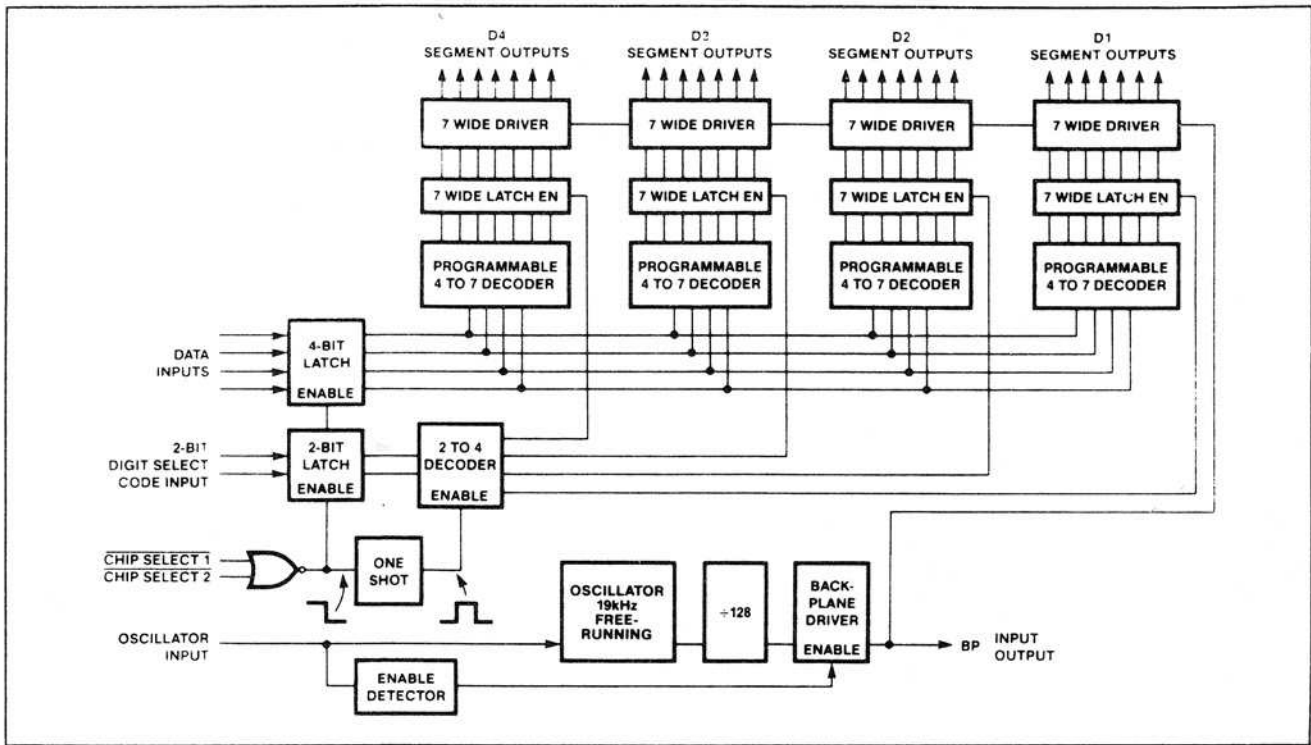 D4
SEGMENT OUTPUTS
D3
SEGMENT OUTPUTS
D2
SEGMENT OUTPUTS
D1
SEGMENT OUTPUTS
7 WIDE DRIVER
7 WIDE DRIVER
7 WIDE DRIVER
7 WIDE DRIVER
7 WIDE LATCH EN
7 WIDE LATCH EN
7 WIDE LATCH EN
7 WIDE LATCH EN
PROGRAMMABLE
4 TO 7 DECODER
PROGRAMMABLE
4 TO 7 DECODER
PROGRAMMABLE
4 TO 7 DECODER
PROGRAMMABLE
4 TO 7 DECODER
DATA
INPUTS
4-BIT
LATCH
ENABLE
2-BIT
DIGIT SELECT
CODE INPUT
2-BIT
LATCH
ENABLE
2 TO 4
DECODER
ENABLE
CHIP SELECT 1
CHIP SELECT 2
ONE
SHOT
OSCILLATOR
INPUT
ENABLE
DETECTOR
OSCILLATOR
19kHz
FREE-
RUNNING
÷128
BACK-
PLANE
DRIVER
ENABLE
BP
INPUT
OUTPUT